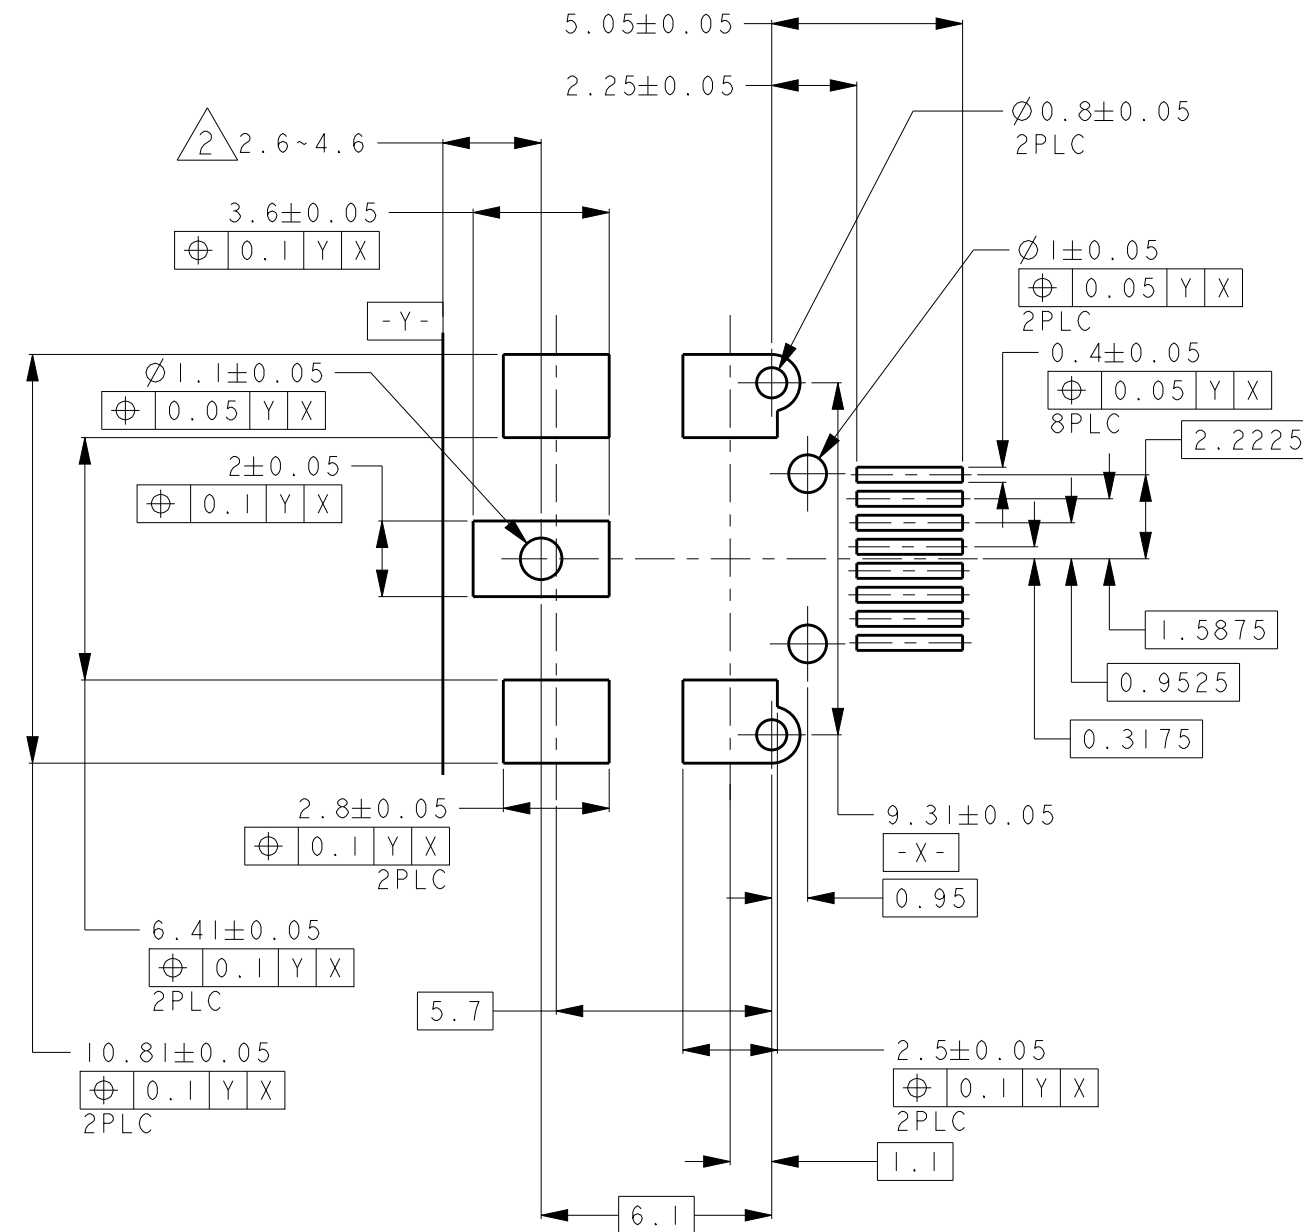 5.05±0.05
2.25±0.05
Ø0.8±0.05
2PLC
2 2.6~4.6
3.6±0.05
⌖ 0.1 Y X
Ø1±0.05
⌖ 0.05 Y X
2PLC
-Y-
0.4±0.05
⌖ 0.05 Y X
8PLC
Ø1.1±0.05
⌖ 0.05 Y X
2.2225
2±0.05
⌖ 0.1 Y X
1.5875
0.9525
0.3175
2.8±0.05
⌖ 0.1 Y X
2PLC
9.31±0.05
-X-
0.95
6.41±0.05
⌖ 0.1 Y X
2PLC
5.7
10.81±0.05
⌖ 0.1 Y X
2PLC
2.5±0.05
⌖ 0.1 Y X
2PLC
1.1
6.1